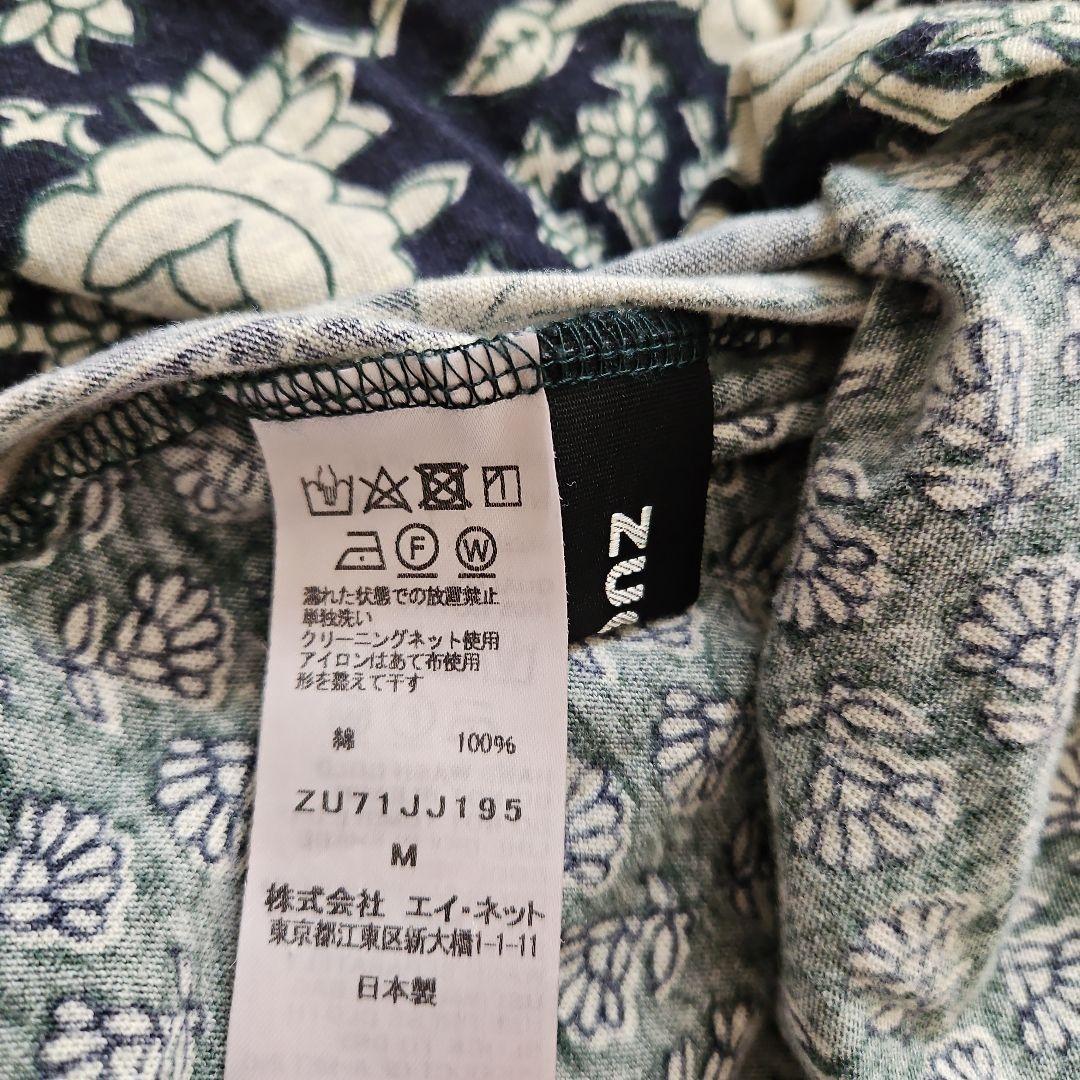 F W
濡れた状態での放置禁止
単独洗い
クリーニングネット使用
アイロンはあて布使用
形を整えて干す
綿 100%
ZU71JJ195
M
株式会社 エイ・ネット
東京都江東区新大橋1-1-11
日本製
ZU